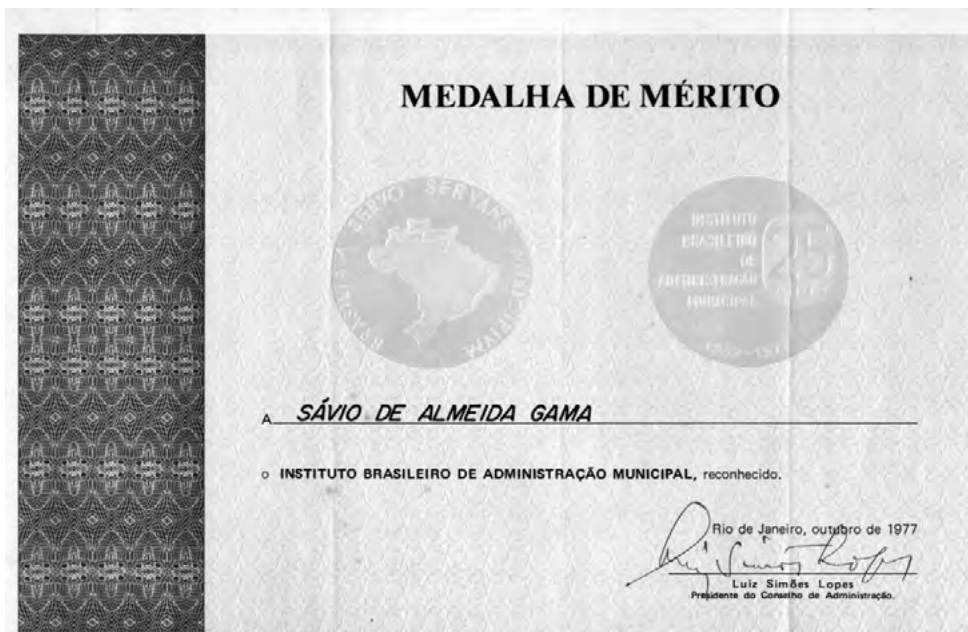 MEDALHA DE MÉRITO
SERVO SERVANS
INSTITUTO
BRASILEIRO
DE
ADMINISTRAÇÃO
MUNICIPAL
25
A SÁVIO DE ALMEIDA GAMA
O INSTITUTO BRASILEIRO DE ADMINISTRAÇÃO MUNICIPAL, reconhecido.
Rio de Janeiro, outubro de 1977
Luiz Simões Lopes
Presidente do Conselho de Administração.